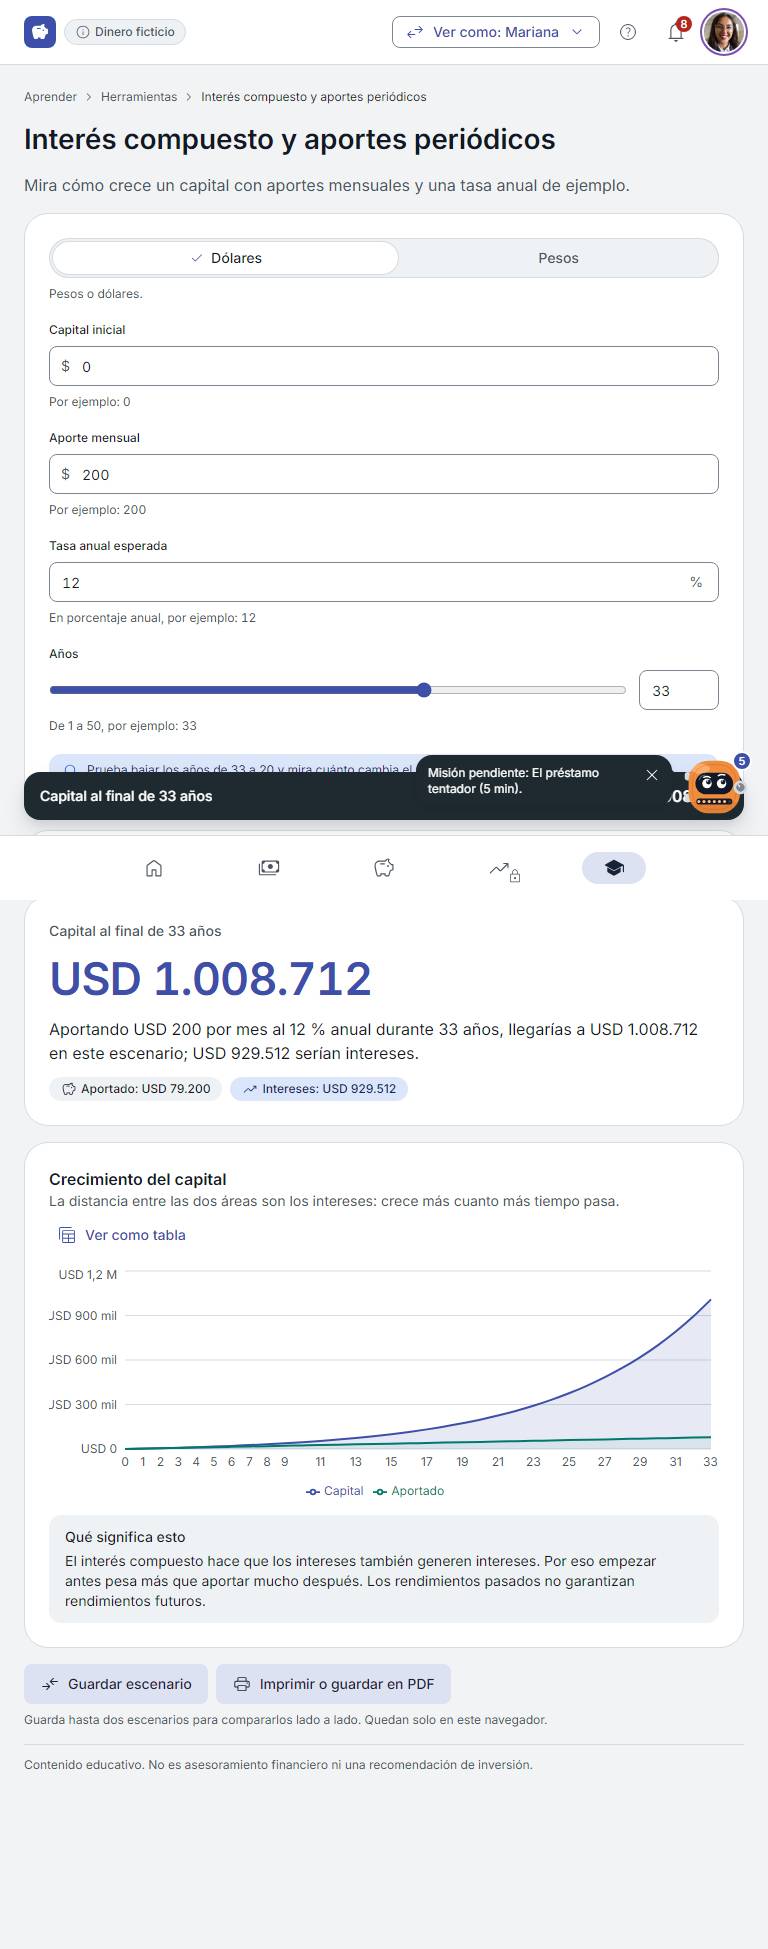 Dinero ficticio
Ver como: Mariana
8
Aprender > Herramientas > Interés compuesto y aportes periódicos
Interés compuesto y aportes periódicos
Mira cómo crece un capital con aportes mensuales y una tasa anual de ejemplo.
Dólares
Pesos
Pesos o dólares.
Capital inicial
$ 0
Por ejemplo: 0
Aporte mensual
$ 200
Por ejemplo: 200
Tasa anual esperada
12 %
En porcentaje anual, por ejemplo: 12
Años
33
De 1 a 50, por ejemplo: 33
Prueba bajar los años de 33 a 20 y mira cuánto cambia el
Misión pendiente: El préstamo
tentador (5 min).
5
Capital al final de 33 años
Capital al final de 33 años
USD 1.008.712
Aportando USD 200 por mes al 12 % anual durante 33 años, llegarías a USD 1.008.712
en este escenario; USD 929.512 serían intereses.
Aportado: USD 79.200
Intereses: USD 929.512
Crecimiento del capital
La distancia entre las dos áreas son los intereses: crece más cuanto más tiempo pasa.
Ver como tabla
USD 1,2 M
USD 900 mil
USD 600 mil
USD 300 mil
USD 0
0 1 2 3 4 5 6 7 8 9 11 13 15 17 19 21 23 25 27 29 31 33
Capital Aportado
Qué significa esto
El interés compuesto hace que los intereses también generen intereses. Por eso empezar
antes pesa más que aportar mucho después. Los rendimientos pasados no garantizan
rendimientos futuros.
Guardar escenario
Imprimir o guardar en PDF
Guarda hasta dos escenarios para compararlos lado a lado. Quedan solo en este navegador.
Contenido educativo. No es asesoramiento financiero ni una recomendación de inversión.